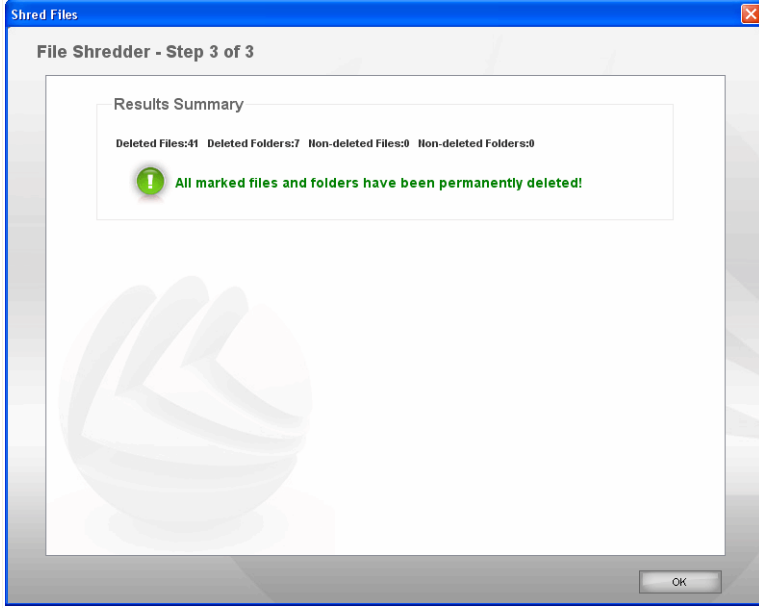 Shred Files
File Shredder - Step 3 of 3
Results Summary
Deleted Files:41 Deleted Folders:7 Non-deleted Files:0 Non-deleted Folders:0
All marked files and folders have been permanently deleted!
OK